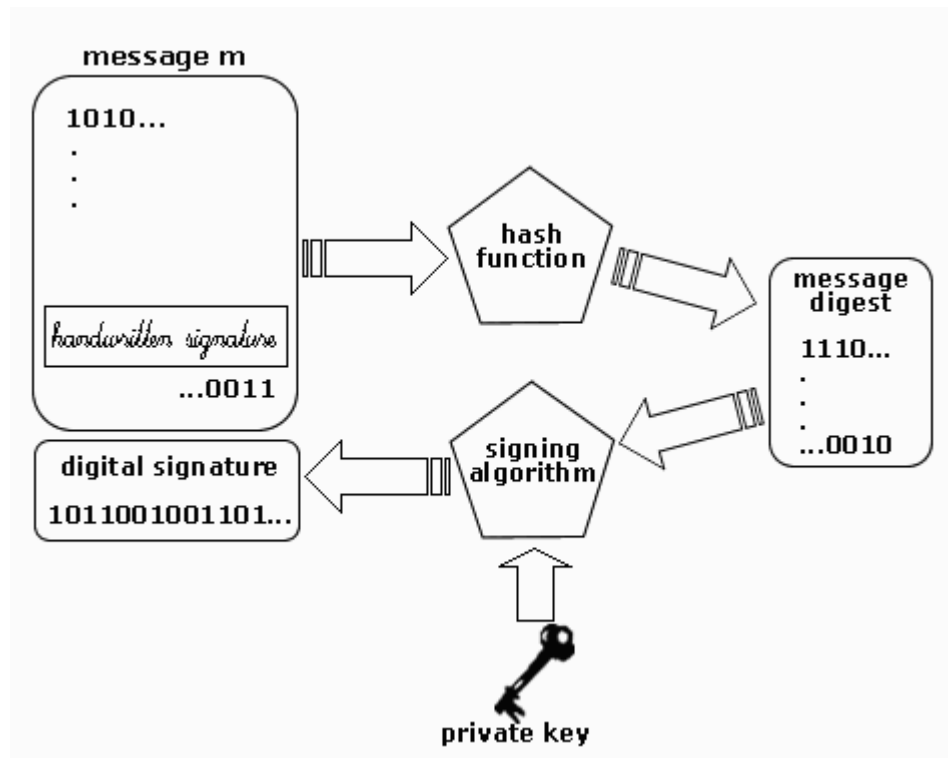 message m
1010...
.
.
.
handwritten signature
...0011
hash
function
message
digest
1110...
.
.
.
...0010
signing
algorithm
digital signature
1011001001101...
private key